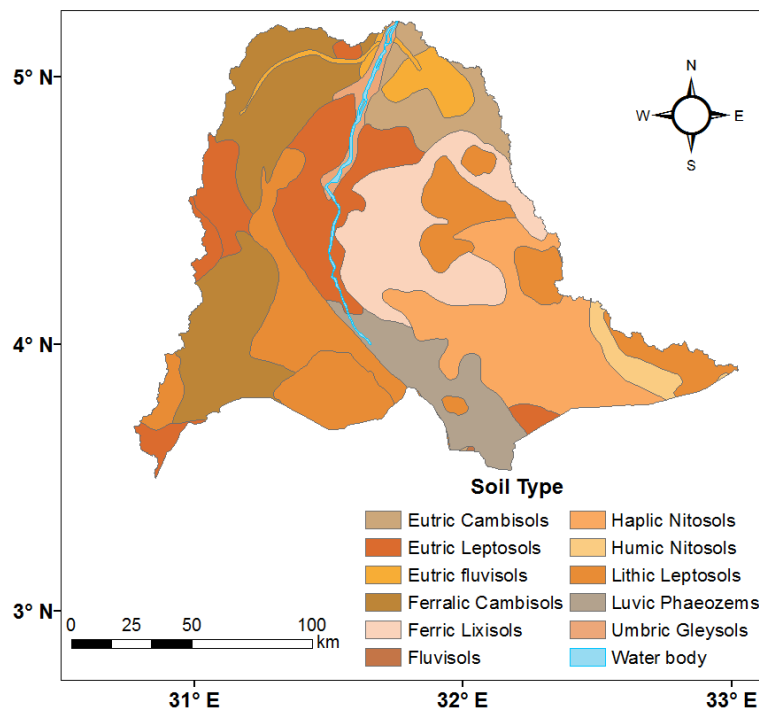 5° N
N
W E
S
4° N
Soil Type
Eutric Cambisols Haplic Nitosols
Eutric Leptosols Humic Nitosols
Eutric fluvisols Lithic Leptosols
Ferralic Cambisols Luvic Phaezems
Ferric Lixisols Umbric Gleysols
Fluvisols Water body
3° N
0 25 50 100
km
31° E 32° E 33° E